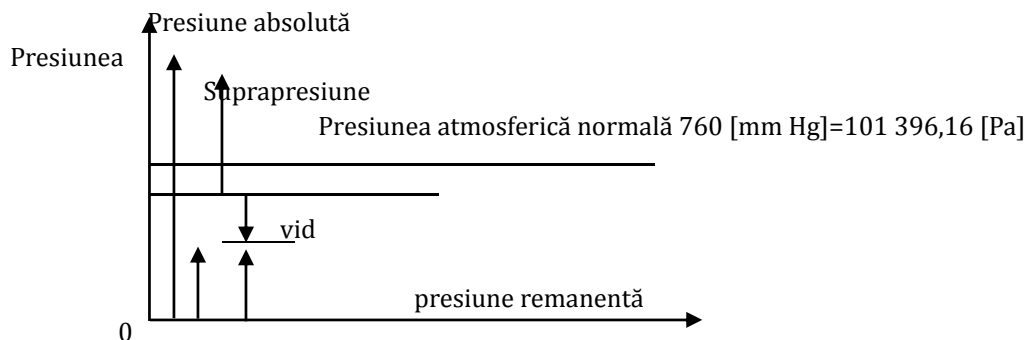 Presiune absolută
Presiunea
Suprapresiune
Presiunea atmosferică normală 760 [mm Hg]=101 396,16 [Pa]
vid
presiune remanentă
0